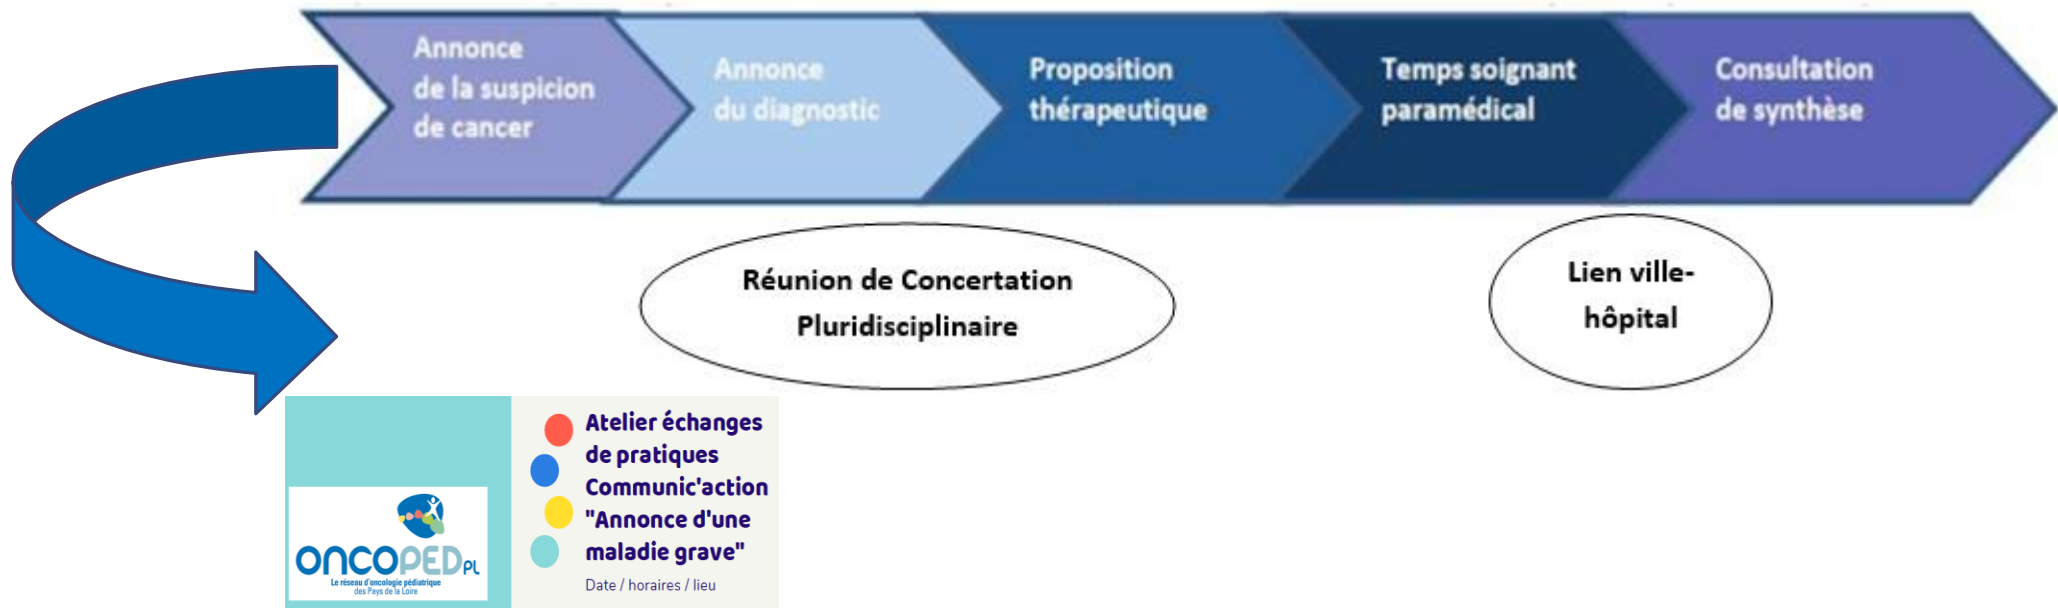 Annonce
de la suspicion
de cancer
Annonce
du diagnostic
Proposition
thérapeutique
Temps soignant
paramédical
Consultation
de synthèse
Réunion de Concertation
Pluridisciplinaire
Lien ville-
hôpital
Atelier échanges
de pratiques
Communic'action
"Annonce d'une
maladie grave"
Date / horaires / lieu
ONCOPED PL
Le réseau d'oncologie pédiatrique
des Pays de la Loire